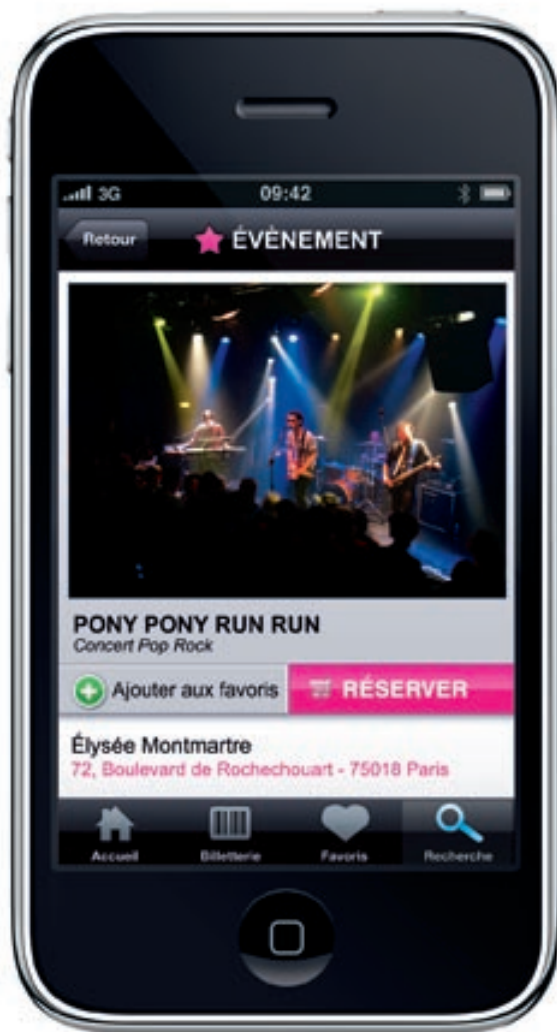 3G 09:42
Retour ÉVÈNEMENT
PONY PONY RUN RUN
Concert Pop Rock
Ajouter aux favoris RÉSERVER
Élysée Montmartre
72, Boulevard de Rochechouart - 75018 Paris
Accueil Billetterie Favoris Recherche